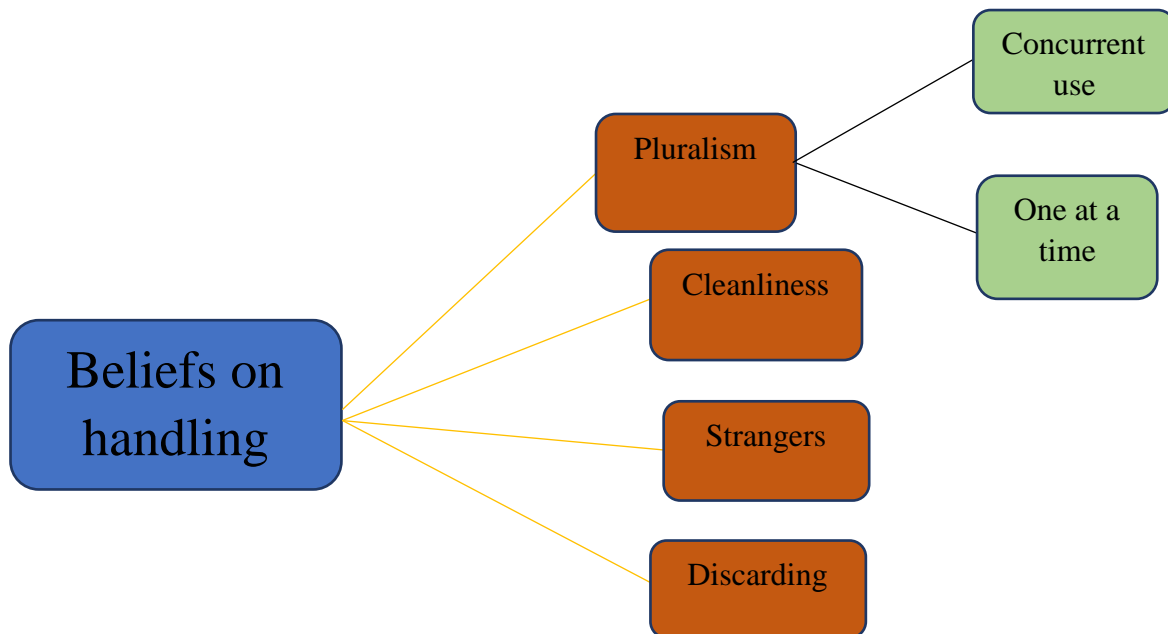 Concurrent
use
Pluralism
One at a
time
Cleanliness
Beliefs on
handling
Strangers
Discarding